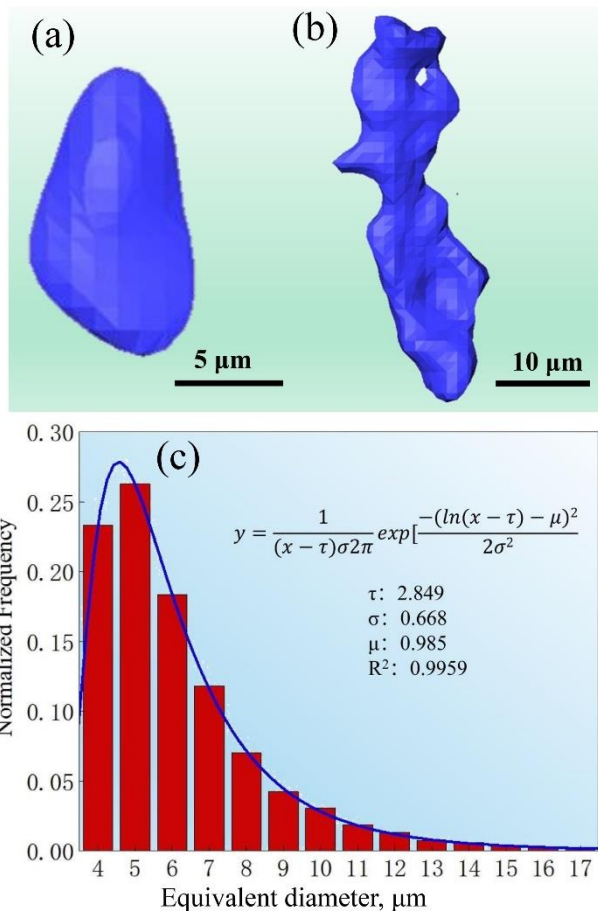 (a)
(b)
5 μm
10 μm
(c)
Normalized Frequency
0.30
0.25
0.20
0.15
0.10
0.05
0.00
y = 1/((x − τ)σ2π) exp[−(ln(x − τ) − μ)²/2σ²
τ: 2.849
σ: 0.668
μ: 0.985
R²: 0.9959
4 5 6 7 8 9 10 11 12 13 14 15 16 17
Equivalent diameter, μm